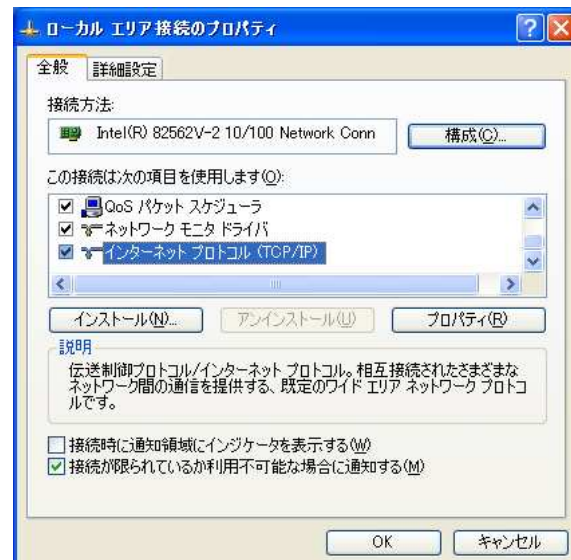 ローカル エリア接続のプロパティ
全般 詳細設定
接続方法:
Intel(R) 82562V-2 10/100 Network Conn 構成(C)...
この接続は次の項目を使用します(O):
QoS パケット スケジューラ
ネットワーク モニタ ドライバ
インターネット プロトコル (TCP/IP)
インストール(N)... アンインストール(U) プロパティ(R)
説明
伝送制御プロトコル/インターネット プロトコル。相互接続されたさまざまな
ネットワーク間の通信を提供する、既定のワイド エリア ネットワーク プロトコ
ルです。
接続時に通知領域にインジケータを表示する(W)
接続が限られているか利用不可能な場合に通知する(M)
OK キャンセル